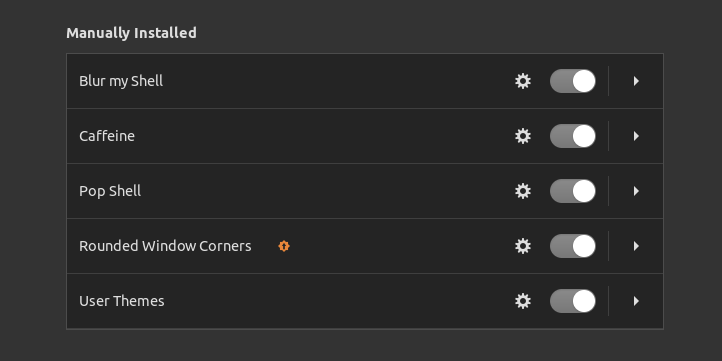 Manually Installed
Blur my Shell
Caffeine
Pop Shell
Rounded Window Corners
User Themes